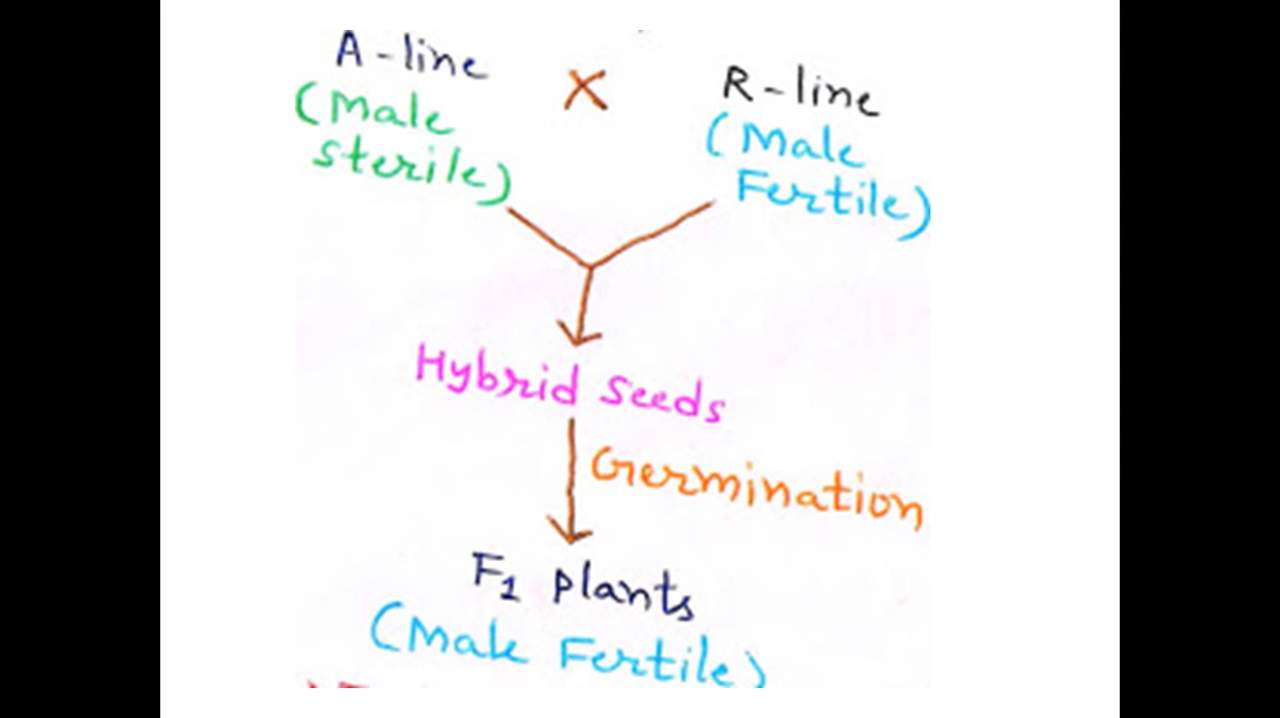 A-line X R-line
(Male sterile) (Male Fertile)
Hybrid Seeds
Germination
F1 plants
(Male Fertile)